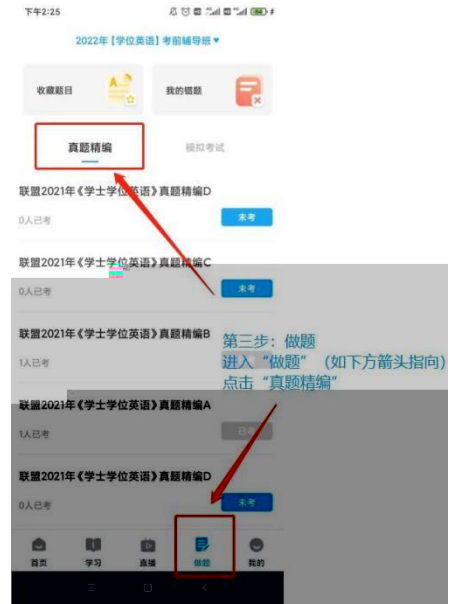 下午2:25
2022年【学位英语】考前辅导班
收藏题目
我的错题
真题精编
模拟考试
联盟2021年《学士学位英语》真题精编D
0人已考
未考
联盟2021年《学士学位英语》真题精编C
0人已考
未考
联盟2021年《学士学位英语》真题精编B
1人已考
第三步：做题
进入“做题”（如下方箭头指向）
点击“真题精编”
联盟2021年《学士学位英语》真题精编A
1人已考
已考
联盟2021年《学士学位英语》真题精编D
0人已考
未考
首页
学习
直播
做题
我的